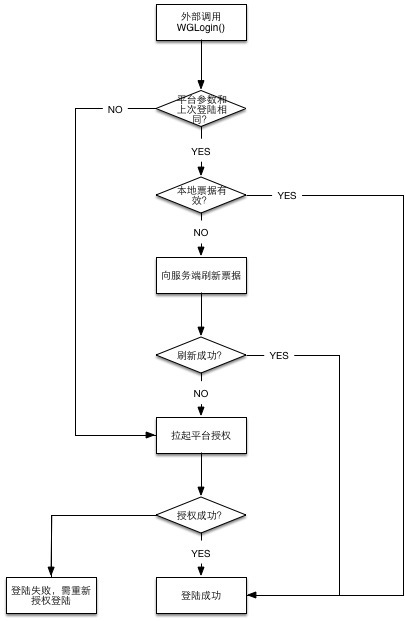 外部调用
WGLogin()
平台参数和
上次登陆相
同?
NO
YES
本地票据有
效?
YES
NO
向服务端刷新票据
刷新成功?
YES
NO
拉起平台授权
授权成功?
YES
登陆失败，需重新
授权登陆
登陆成功